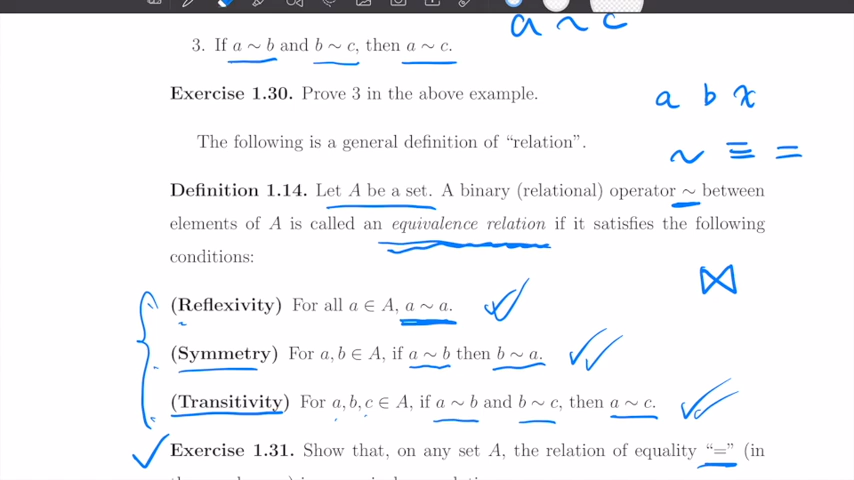 a ~ c
3. If a ∼ b and b ∼ c, then a ∼ c.
a b x
Exercise 1.30. Prove 3 in the above example.
The following is a general definition of “relation”.
~ ≡ =
Definition 1.14. Let A be a set. A binary (relational) operator ∼ between
elements of A is called an equivalence relation if it satisfies the following
conditions:
⋈
(Reflexivity) For all a ∈ A, a ∼ a.
(Symmetry) For a, b ∈ A, if a ∼ b then b ∼ a.
(Transitivity) For a, b, c ∈ A, if a ∼ b and b ∼ c, then a ∼ c.
Exercise 1.31. Show that, on any set A, the relation of equality “=” (in